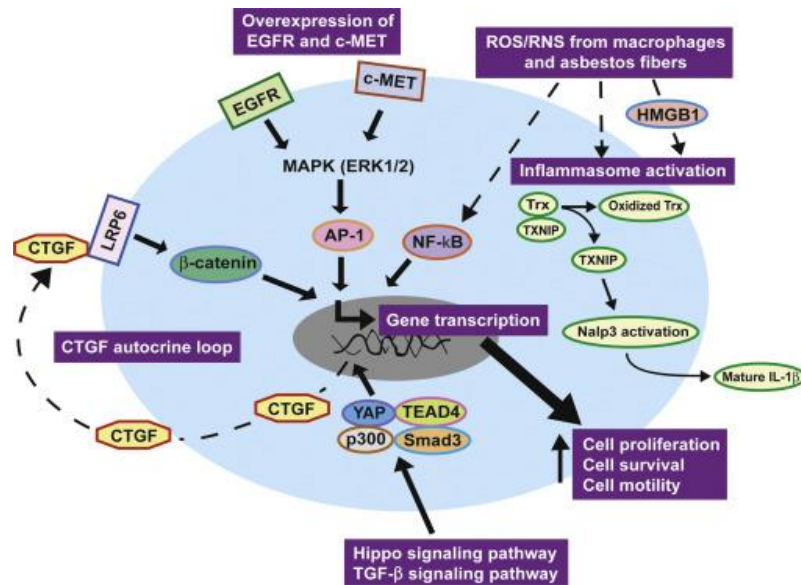 Overexpression of
EGFR and c-MET
ROS/RNS from macrophages
and asbestos fibers
EGFR
c-MET
HMGB1
MAPK (ERK1/2)
Inflammasome activation
Trx
TXNIP
Oxidized Trx
LRP6
CTGF
AP-1
NF-kB
β-catenin
TXNIP
Gene transcription
Nalp3 activation
CTGF autocrine loop
Mature IL-1β
CTGF
CTGF
YAP
TEAD4
p300
Smad3
Cell proliferation
Cell survival
Cell motility
Hippo signaling pathway
TGF-β signaling pathway